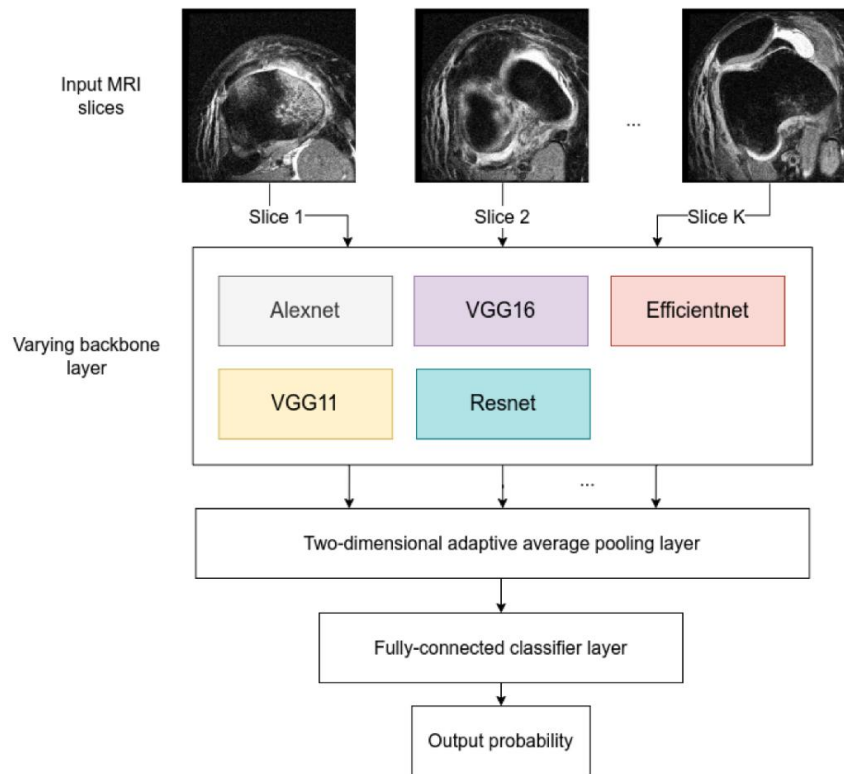 Input MRI
slices
...
Slice 1
Slice 2
Slice K
Varying backbone
layer
Alexnet
VGG16
Efficientnet
VGG11
Resnet
...
Two-dimensional adaptive average pooling layer
Fully-connected classifier layer
Output probability